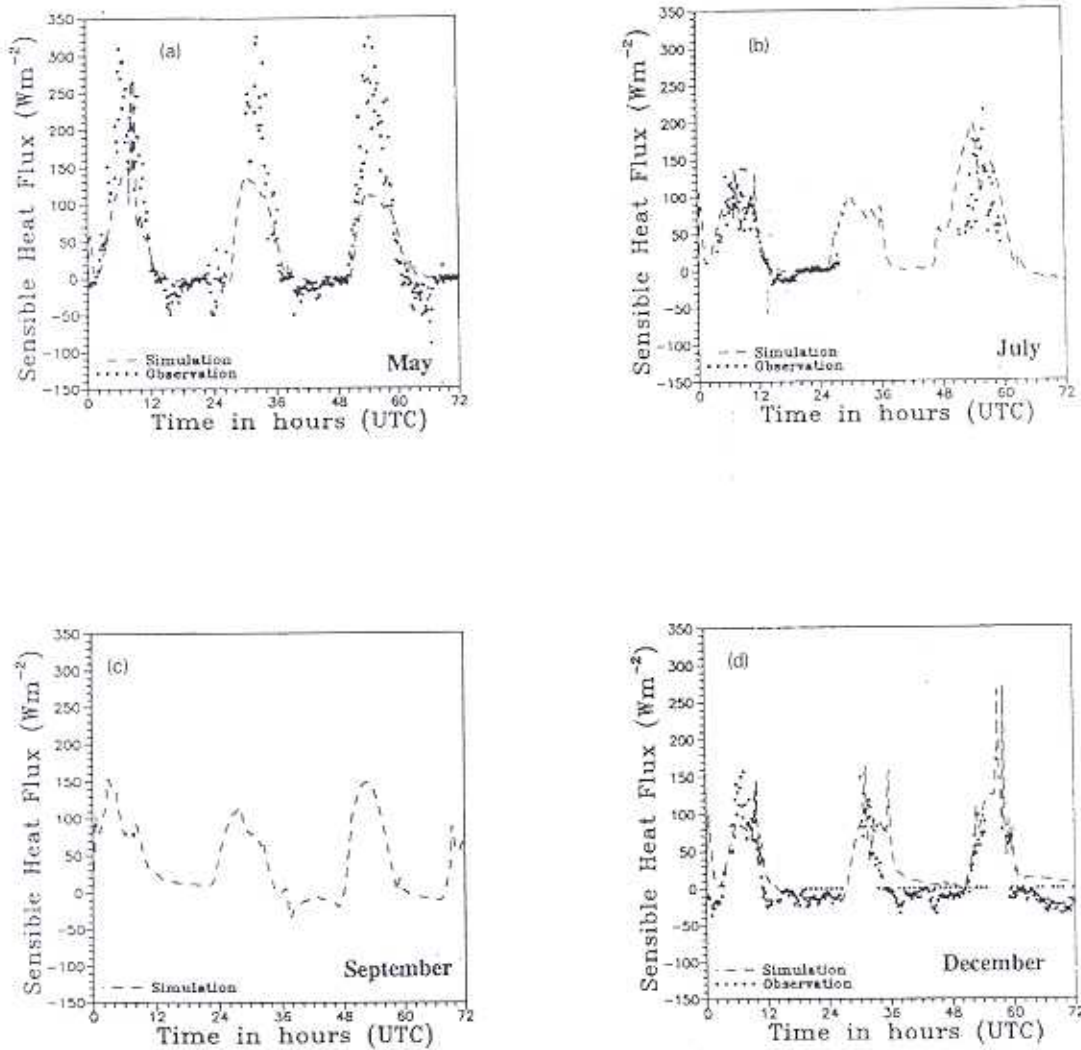 (a)
Sensible Heat Flux (Wm⁻²)
350
300
250
200
150
100
50
0
−50
−100
−150
Simulation
Observation
May
0 12 24 36 48 60 72
Time in hours (UTC)
(b)
Sensible Heat Flux (Wm⁻²)
350
300
250
200
150
100
50
0
−50
−100
−150
Simulation
Observation
July
0 12 24 36 48 60 72
Time in hours (UTC)
(c)
Sensible Heat Flux (Wm⁻²)
350
300
250
200
150
100
50
0
−50
−100
−150
September
Simulation
0 12 24 36 48 60 72
Time in hours (UTC)
(d)
Sensible Heat Flux (Wm⁻²)
350
300
250
200
150
100
50
0
−50
−100
−150
December
Simulation
Observation
0 12 24 36 48 60 72
Time in hours (UTC)